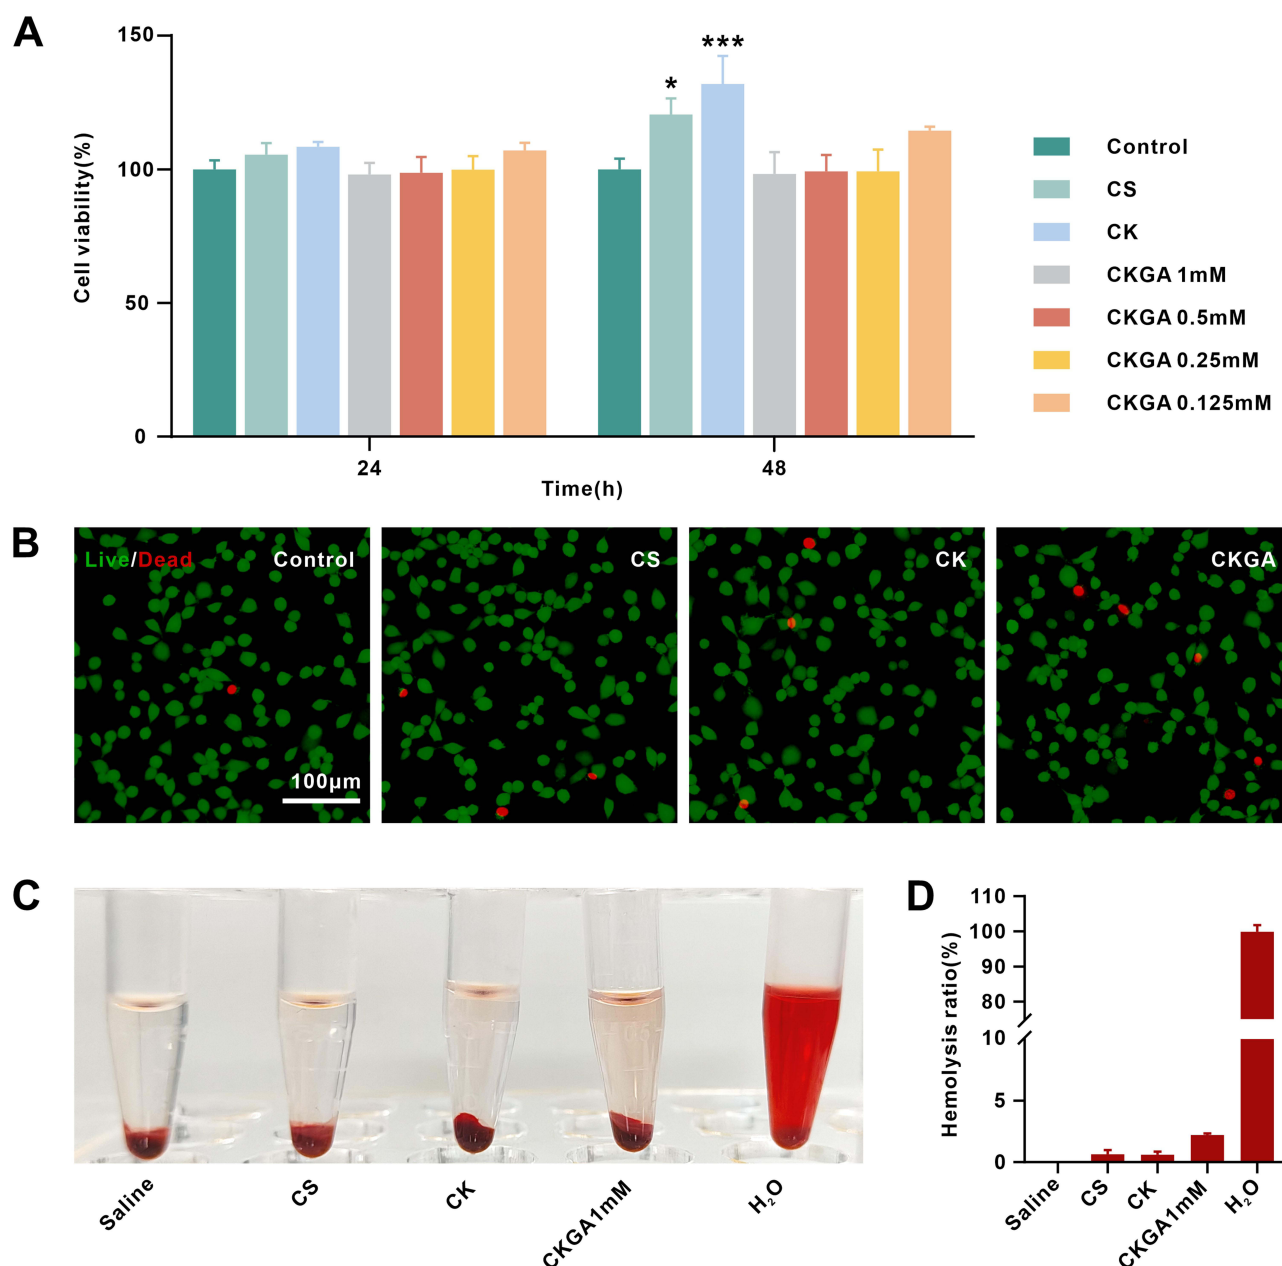 A
150
100
50
0
Cell viability(%)
*
***
24
48
Time(h)
Control
CS
CK
CKGA 1mM
CKGA 0.5mM
CKGA 0.25mM
CKGA 0.125mM
B
Live/Dead
Control
100μm
CS
CK
CKGA
C
Saline
CS
CK
CKGA1mM
H₂O
D
110
100
90
80
10
5
0
Hemolysis ratio(%)
Saline
CS
CK
CKGA1mM
H₂O